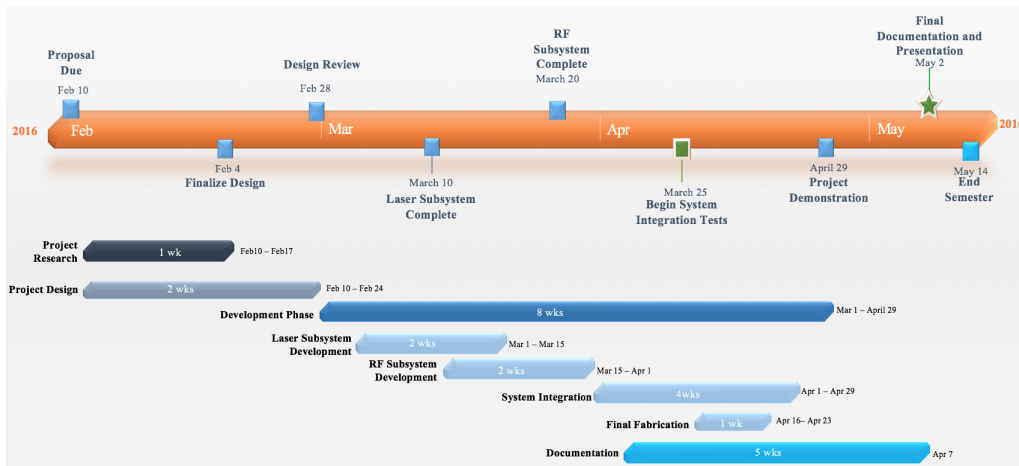 Proposal
Due
Feb 10
Design Review
Feb 28
RF
Subsystem
Complete
March 20
Final
Documentation and
Presentation
May 2
2016
Feb
Mar
Apr
May
2016
Feb 4
Finalize Design
March 10
Laser Subsystem
Complete
March 25
Begin System
Integration Tests
April 29
Project
Demonstration
May 14
End
Semester
Project
Research
1 wk
Feb10 – Feb17
Project Design
2 wks
Feb 10 – Feb 24
Development Phase
8 wks
Mar 1 – April 29
Laser Subsystem
Development
2 wks
Mar 1 – Mar 15
RF Subsystem
Development
2 wks
Mar 15 – Apr 1
System Integration
4wks
Apr 1 – Apr 29
Final Fabrication
1 wk
Apr 16– Apr 23
Documentation
5 wks
Apr 7